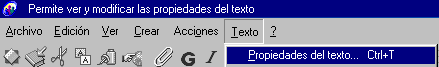 Permite ver y modificar las propiedades del texto
Archivo Edición Ver Crear Acciones Texto ?
G I
Propiedades del texto... Ctrl+T